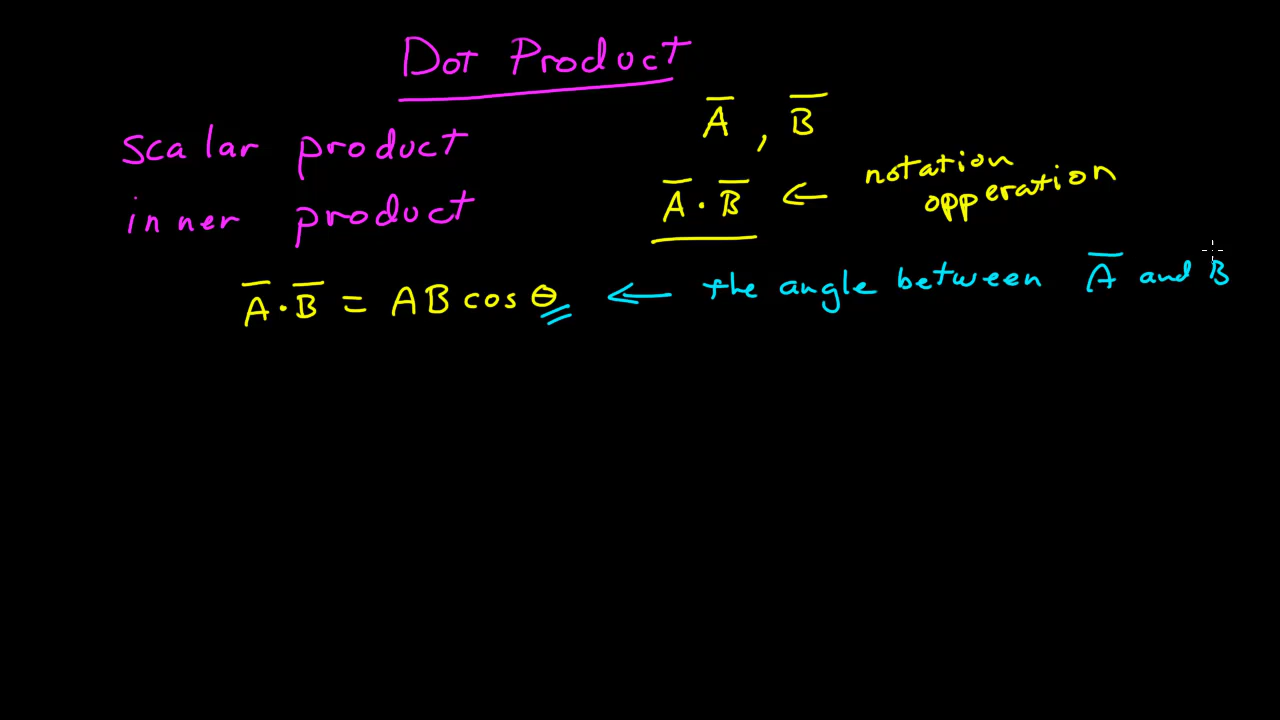 Dot Product
scalar product
inner product
A̅ , B̅
A̅ · B̅ ← notation
opperation
A̅ · B̅ = AB cos θ ← the angle between A̅ and B